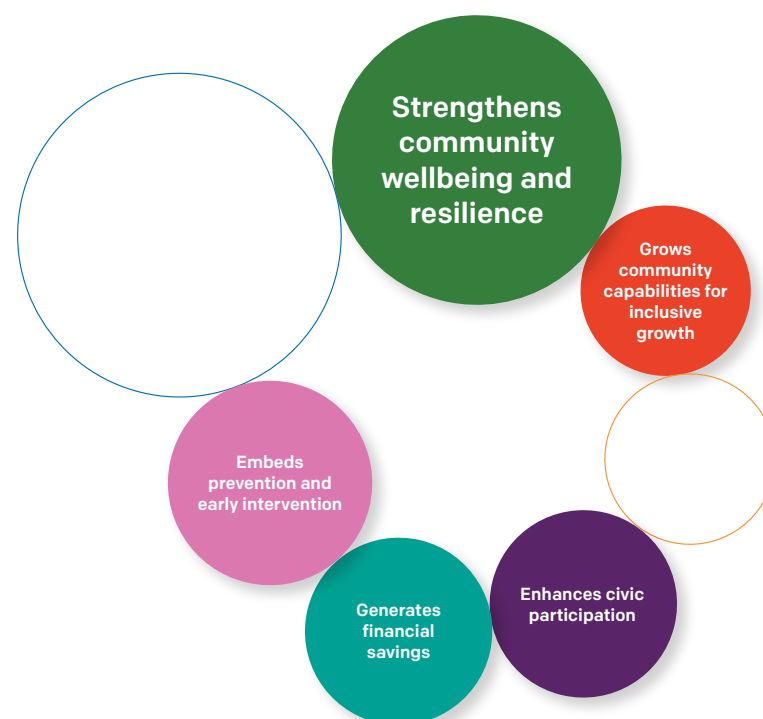 Strengthens
community
wellbeing and
resilience
Grows
community
capabilities for
inclusive
growth
Embeds
prevention and
early intervention
Enhances civic
participation
Generates
financial
savings